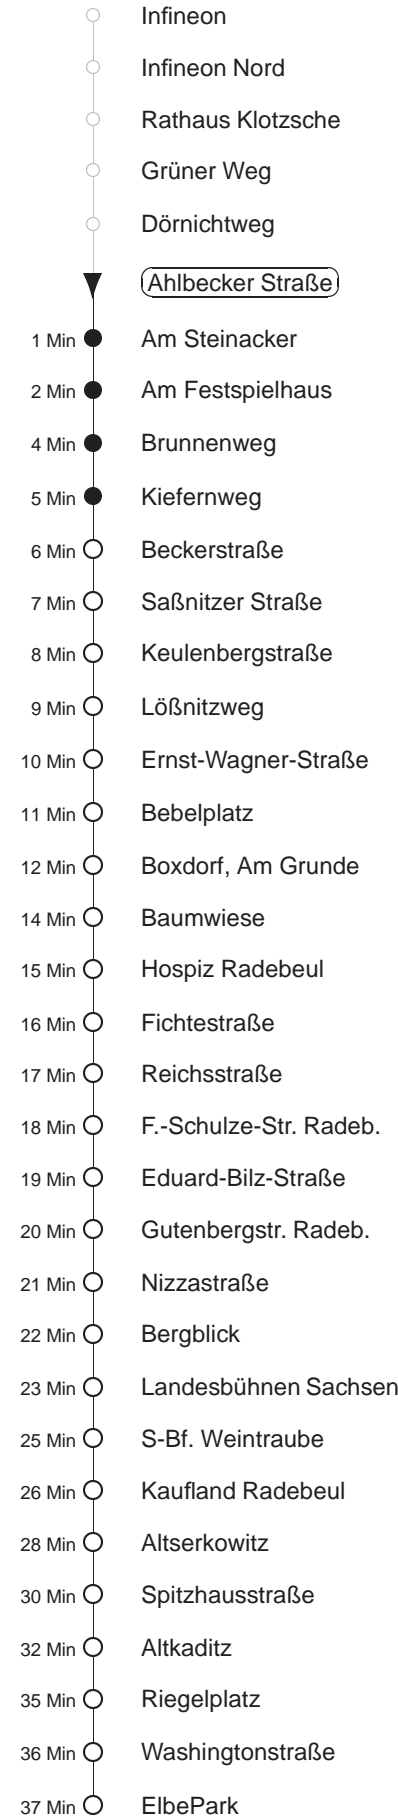 Infineon
Infineon Nord
Rathaus Klotzsche
Grüner Weg
Dörnichtweg
Ahlbecker Straße
1 Min Am Steinacker
2 Min Am Festspielhaus
4 Min Brunnenweg
5 Min Kiefernweg
6 Min Beckerstraße
7 Min Saßnitzer Straße
8 Min Keulenbergstraße
9 Min Lößnitzweg
10 Min Ernst-Wagner-Straße
11 Min Bebelplatz
12 Min Boxdorf, Am Grunde
14 Min Baumwiese
15 Min Hospiz Radebeul
16 Min Fichtestraße
17 Min Reichsstraße
18 Min F.-Schulze-Str. Radeb.
19 Min Eduard-Bilz-Straße
20 Min Gutenbergstr. Radeb.
21 Min Nizzastraße
22 Min Bergblick
23 Min Landesbühnen Sachsen
25 Min S-Bf. Weintraube
26 Min Kaufland Radebeul
28 Min Altserkowitz
30 Min Spitzhausstraße
32 Min Altkaditz
35 Min Riegelplatz
36 Min Washingtonstraße
37 Min ElbePark